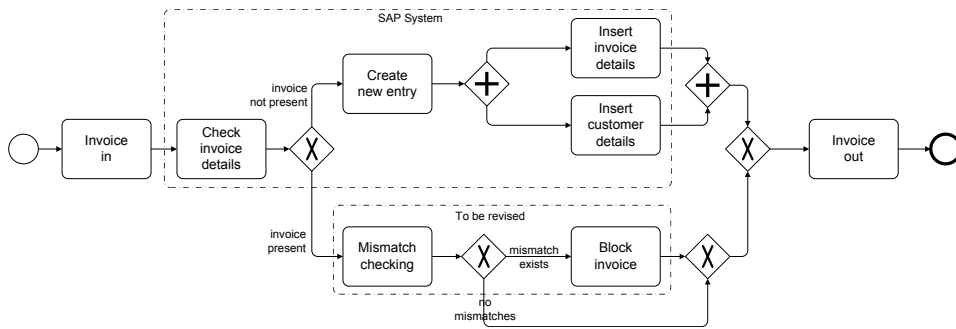 SAP System
Insert
invoice
details
Create
new entry
invoice
not present
Insert
customer
details
Invoice
in
Check
invoice
details
Invoice
out
To be revised
invoice
present
Mismatch
checking
mismatch
exists
Block
invoice
no
mismatches